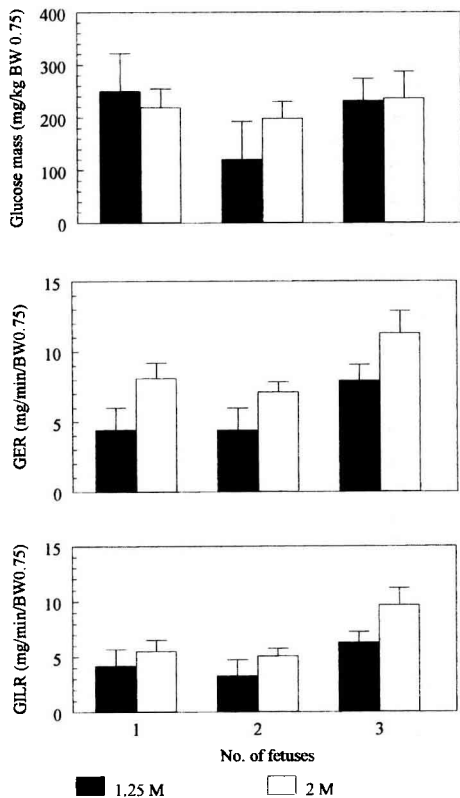 Glucose mass (mg/kg BW 0.75)
400
300
200
100
0
GER (mg/min/BW0.75)
15
10
5
0
GILR (mg/min/BW0.75)
15
10
5
0
1 2 3
No. of fetuses
1,25 M 2 M